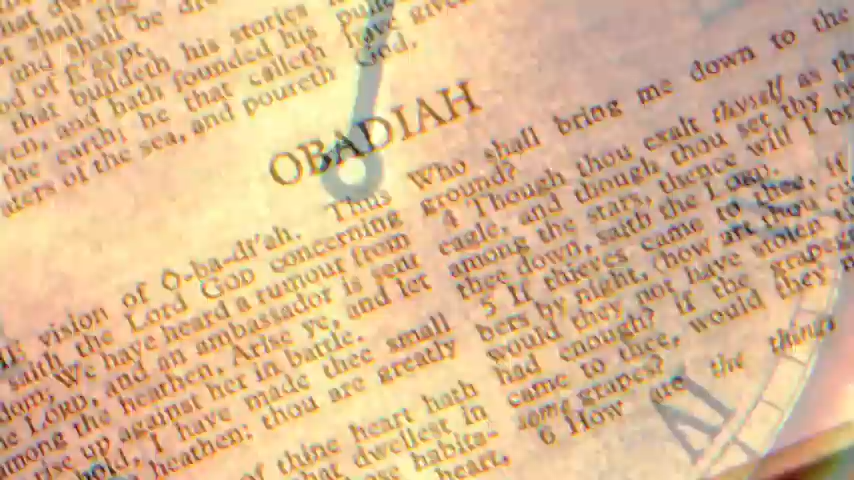 and shall be
that buildeth his stories
and hath founded his
the earth; he that calleth
of the sea, and poureth
God.
OBADIAH
vision of O-ba-di'ah. Thus
saith the Lord GOD concerning
We have heard a rumour from
LORD, and an ambassador is sent
among the heathen, Arise ye, and let
rise up against her in battle.
I have made thee small
heathen: thou art greatly
of thine heart hath
that dwellest in
habita-
heart,
Who shall bring me down to the
ground?
4 Though thou exalt thyself as the
eagle, and though thou set thy
among the stars, thence will I
thee down, saith the LORD.
5 If thieves came to thee, if
bers by night, (how art thou
would they not have stolen
had enough? if the grapeg
came to thee, would they
some grapes?
6 How are the things